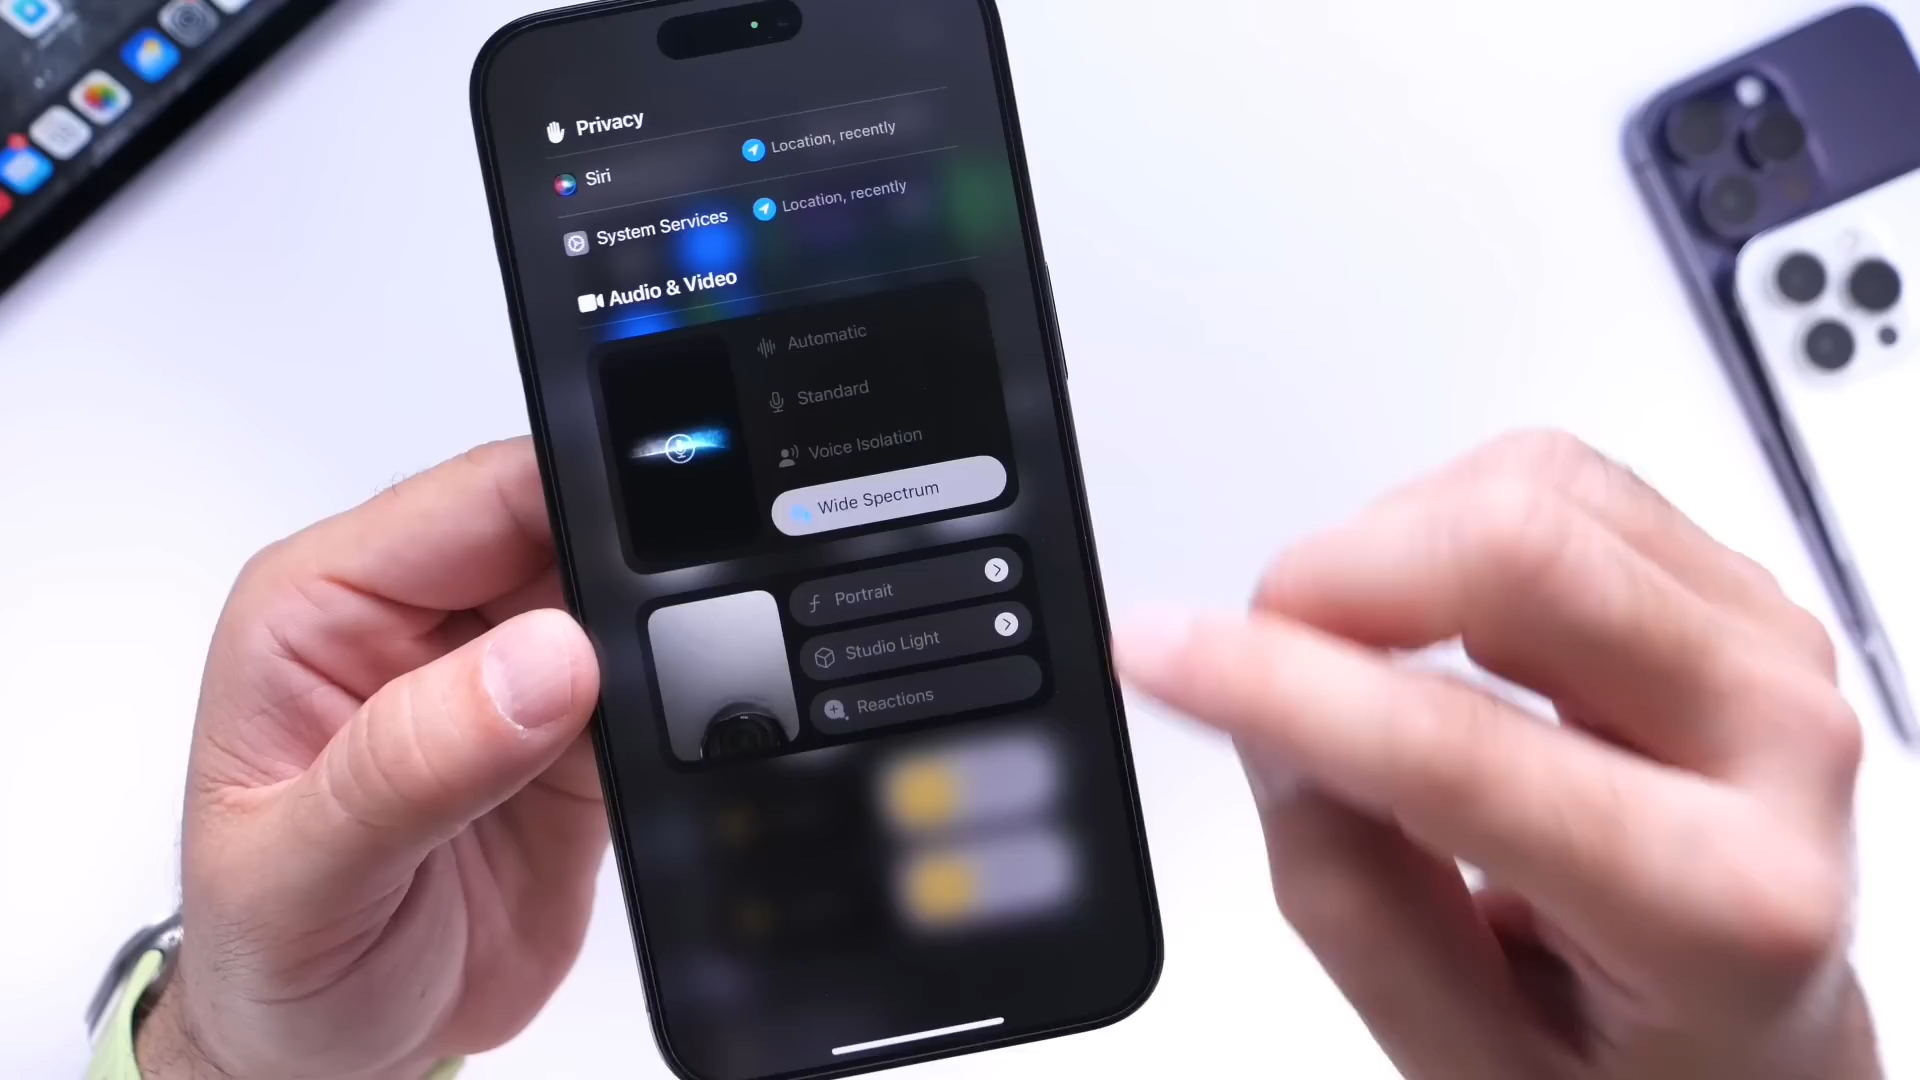 Privacy
Siri
Location, recently
System Services
Location, recently
Audio & Video
Automatic
Standard
Voice Isolation
Wide Spectrum
Portrait
Studio Light
Reactions